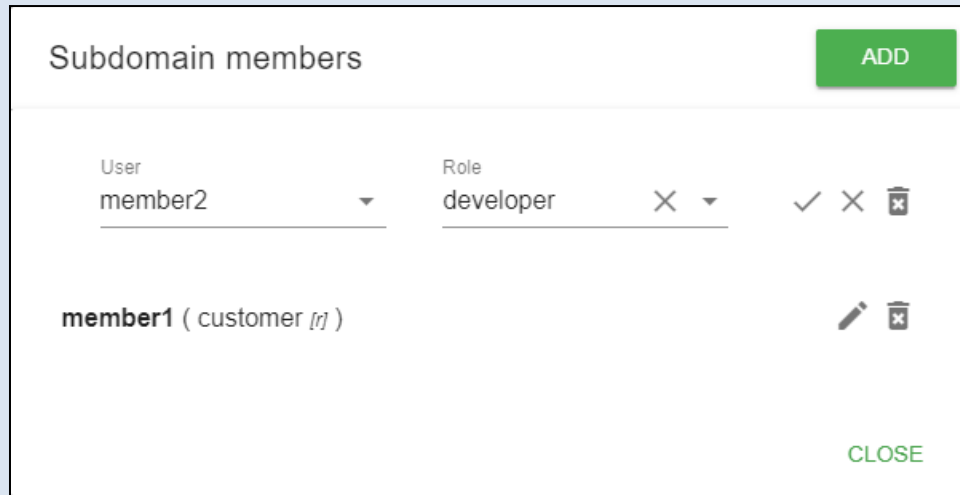 Subdomain members
ADD
User
Role
member2
developer
member1 ( customer [r] )
CLOSE